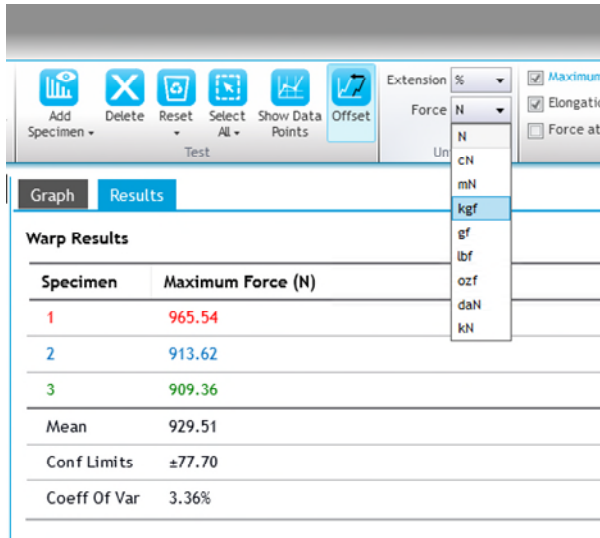 Add Specimen
Delete
Reset
Select All
Show Data Points
Offset
Test
Extension %
Force N
N
cN
mN
kgf
gf
lbf
ozf
daN
kN
Maximum
Force at
Graph Results
Warp Results
Specimen Maximum Force (N)
1 965.54
2 913.62
3 909.36
Mean 929.51
Conf Limits ±77.70
Coeff Of Var 3.36%